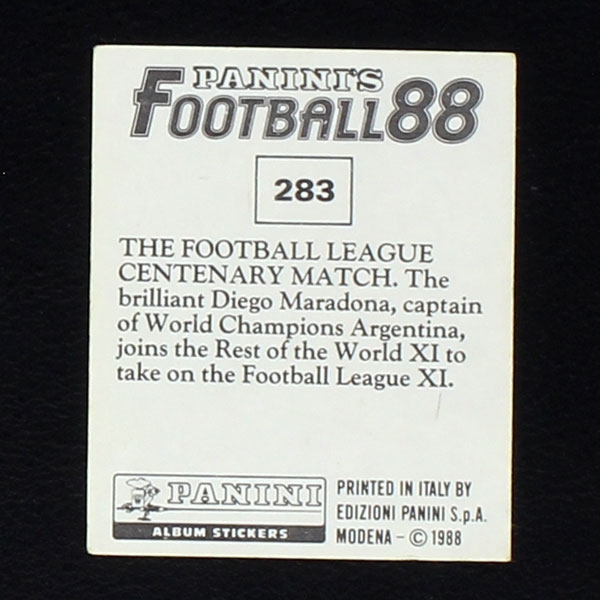 PANINI'S
FOOTBALL 88
283
THE FOOTBALL LEAGUE
CENTENARY MATCH. The
brilliant Diego Maradona, captain
of World Champions Argentina,
joins the Rest of the World XI to
take on the Football League XI.
PANINI
ALBUM STICKERS
PRINTED IN ITALY BY
EDIZIONI PANINI S.p.A.
MODENA - © 1988